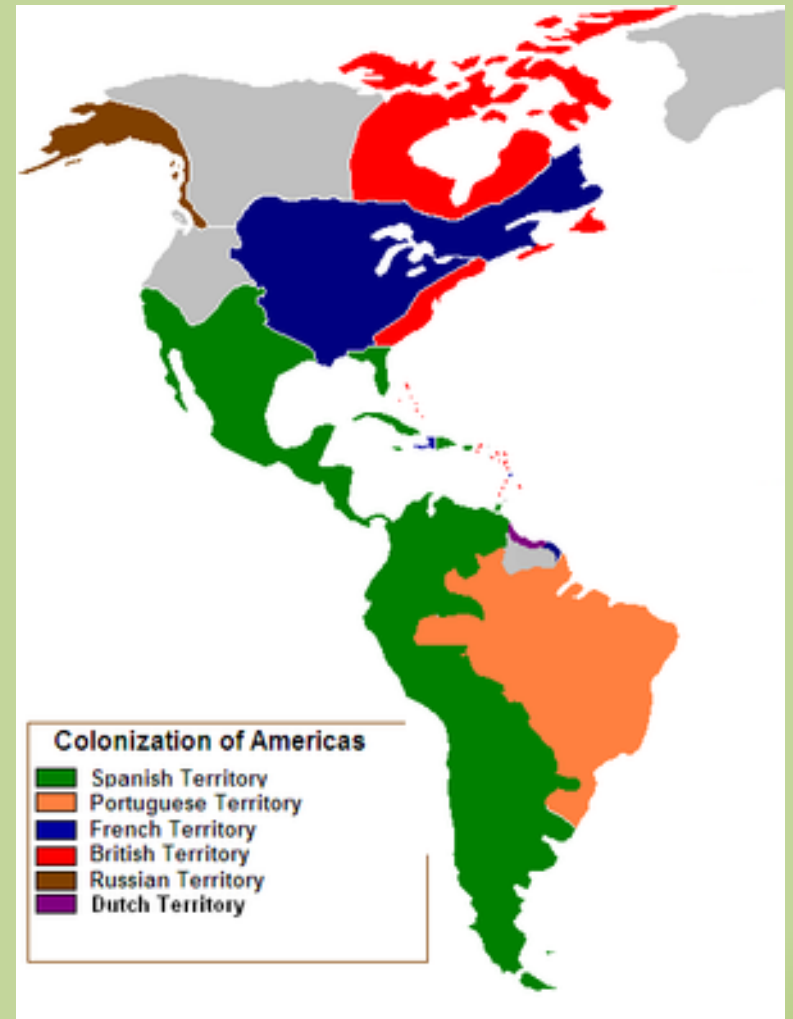 Colonization of Americas
Spanish Territory
Portuguese Territory
French Territory
British Territory
Russian Territory
Dutch Territory